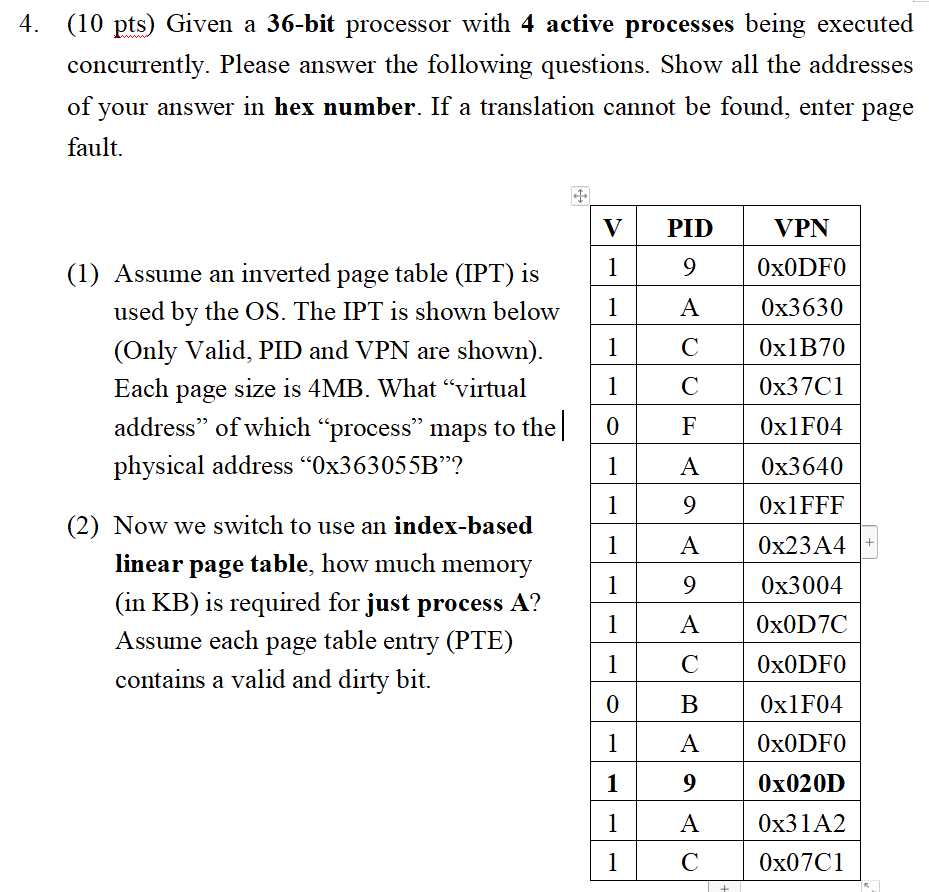 4. (10 pts) Given a 36-bit processor with 4 active processes being executed
concurrently. Please answer the following questions. Show all the addresses
of your answer in hex number. If a translation cannot be found, enter page
fault.
(1) Assume an inverted page table (IPT) is
used by the OS. The IPT is shown below
(Only Valid, PID and VPN are shown).
Each page size is 4MB. What “virtual
address” of which “process” maps to the
physical address “0x363055B”?
(2) Now we switch to use an index-based
linear page table, how much memory
(in KB) is required for just process A?
Assume each page table entry (PTE)
contains a valid and dirty bit.
V PID VPN
1 9 0x0DF0
1 A 0x3630
1 C 0x1B70
1 C 0x37C1
0 F 0x1F04
1 A 0x3640
1 9 0x1FFF
1 A 0x23A4
1 9 0x3004
1 A 0x0D7C
1 C 0x0DF0
0 B 0x1F04
1 A 0x0DF0
1 9 0x020D
1 A 0x31A2
1 C 0x07C1